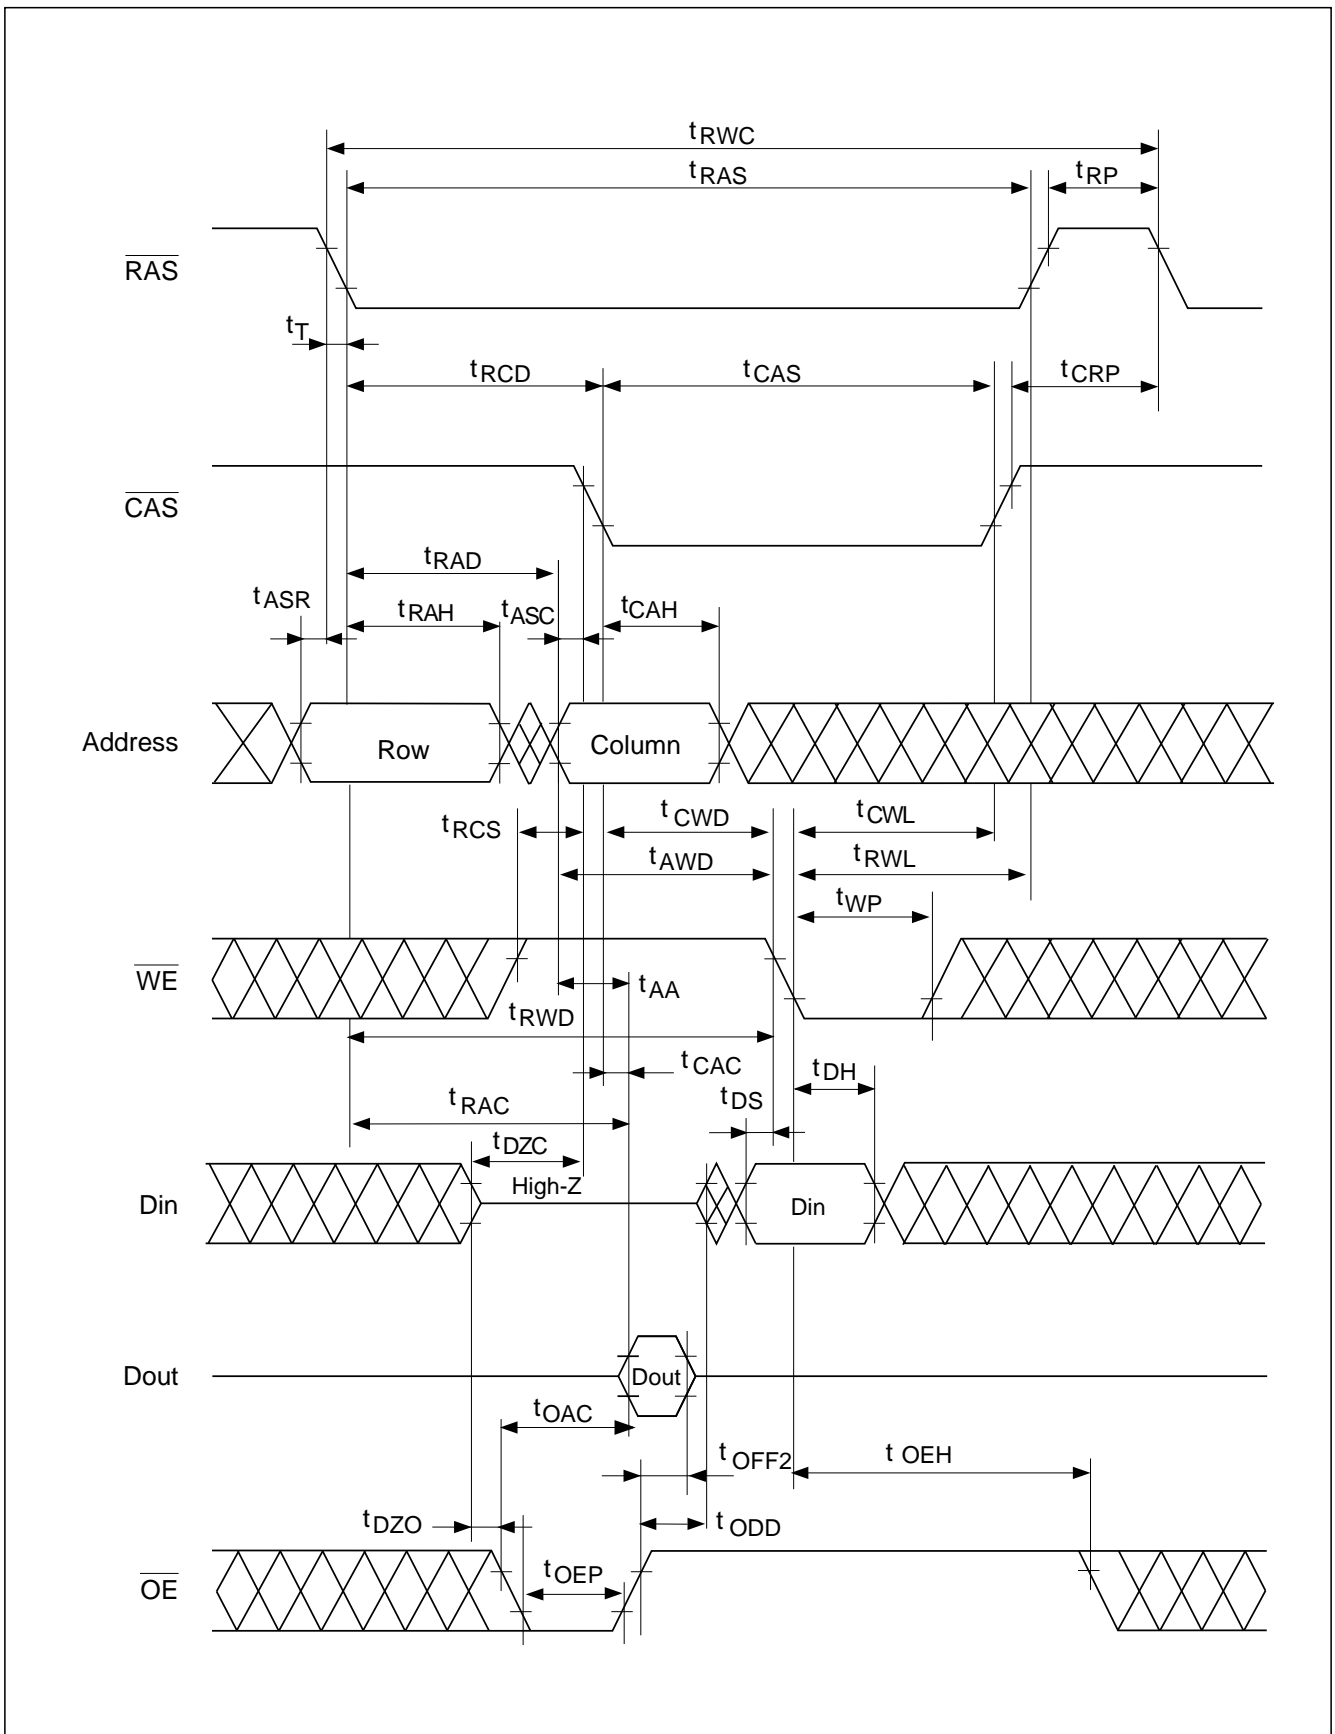 tRWC
tRAS
tRP
RAS
tT
tRCD
tCAS
tCRP
CAS
tRAD
tASR
tRAH
tASC
tCAH
Address
Row
Column
tRCS
tCWD
tCWL
tAWD
tRWL
tWP
WE
tAA
tRWD
tCAC
tDH
tDS
tRAC
tDZC
High-Z
Din
Din
Dout
Dout
tOAC
tOFF2
tOEH
tDZO
tODD
tOEP
OE